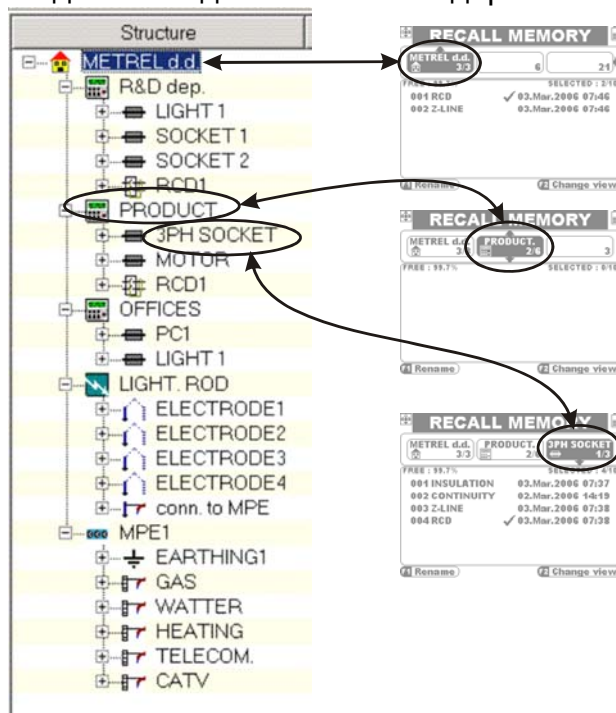 Structure
METREL d.d.
R&D dep.
LIGHT 1
SOCKET 1
SOCKET 2
RCD1
PRODUCT
3PH SOCKET
MOTOR
RCD1
OFFICES
PC1
LIGHT 1
LIGHT. ROD
ELECTRODE1
ELECTRODE2
ELECTRODE3
ELECTRODE4
conn. to MPE
MPE1
EARTHING1
GAS
WATTER
HEATING
TELECOM.
CATV
RECALL MEMORY
METREL d.d.
3/3 6 21
SELECTED : 2/10
001 RCD ✓ 03.Mar.2006 07:46
002 Z-LINE 03.Mar.2006 07:46
Rename Change view
RECALL MEMORY
METREL d.d. PRODUCT.
2/6 3
FREE : 99.7%
Rename Change view
RECALL MEMORY
METREL d.d. PRODUCT. 3PH SOCKET
3/3 1/3
FREE : 99.7%
001 INSULATION 03.Mar.2006 07:37
002 CONTINUITY 02.Mar.2006 14:19
003 Z-LINE 03.Mar.2006 07:38
004 RCD ✓ 03.Mar.2006 07:38
Rename Change view